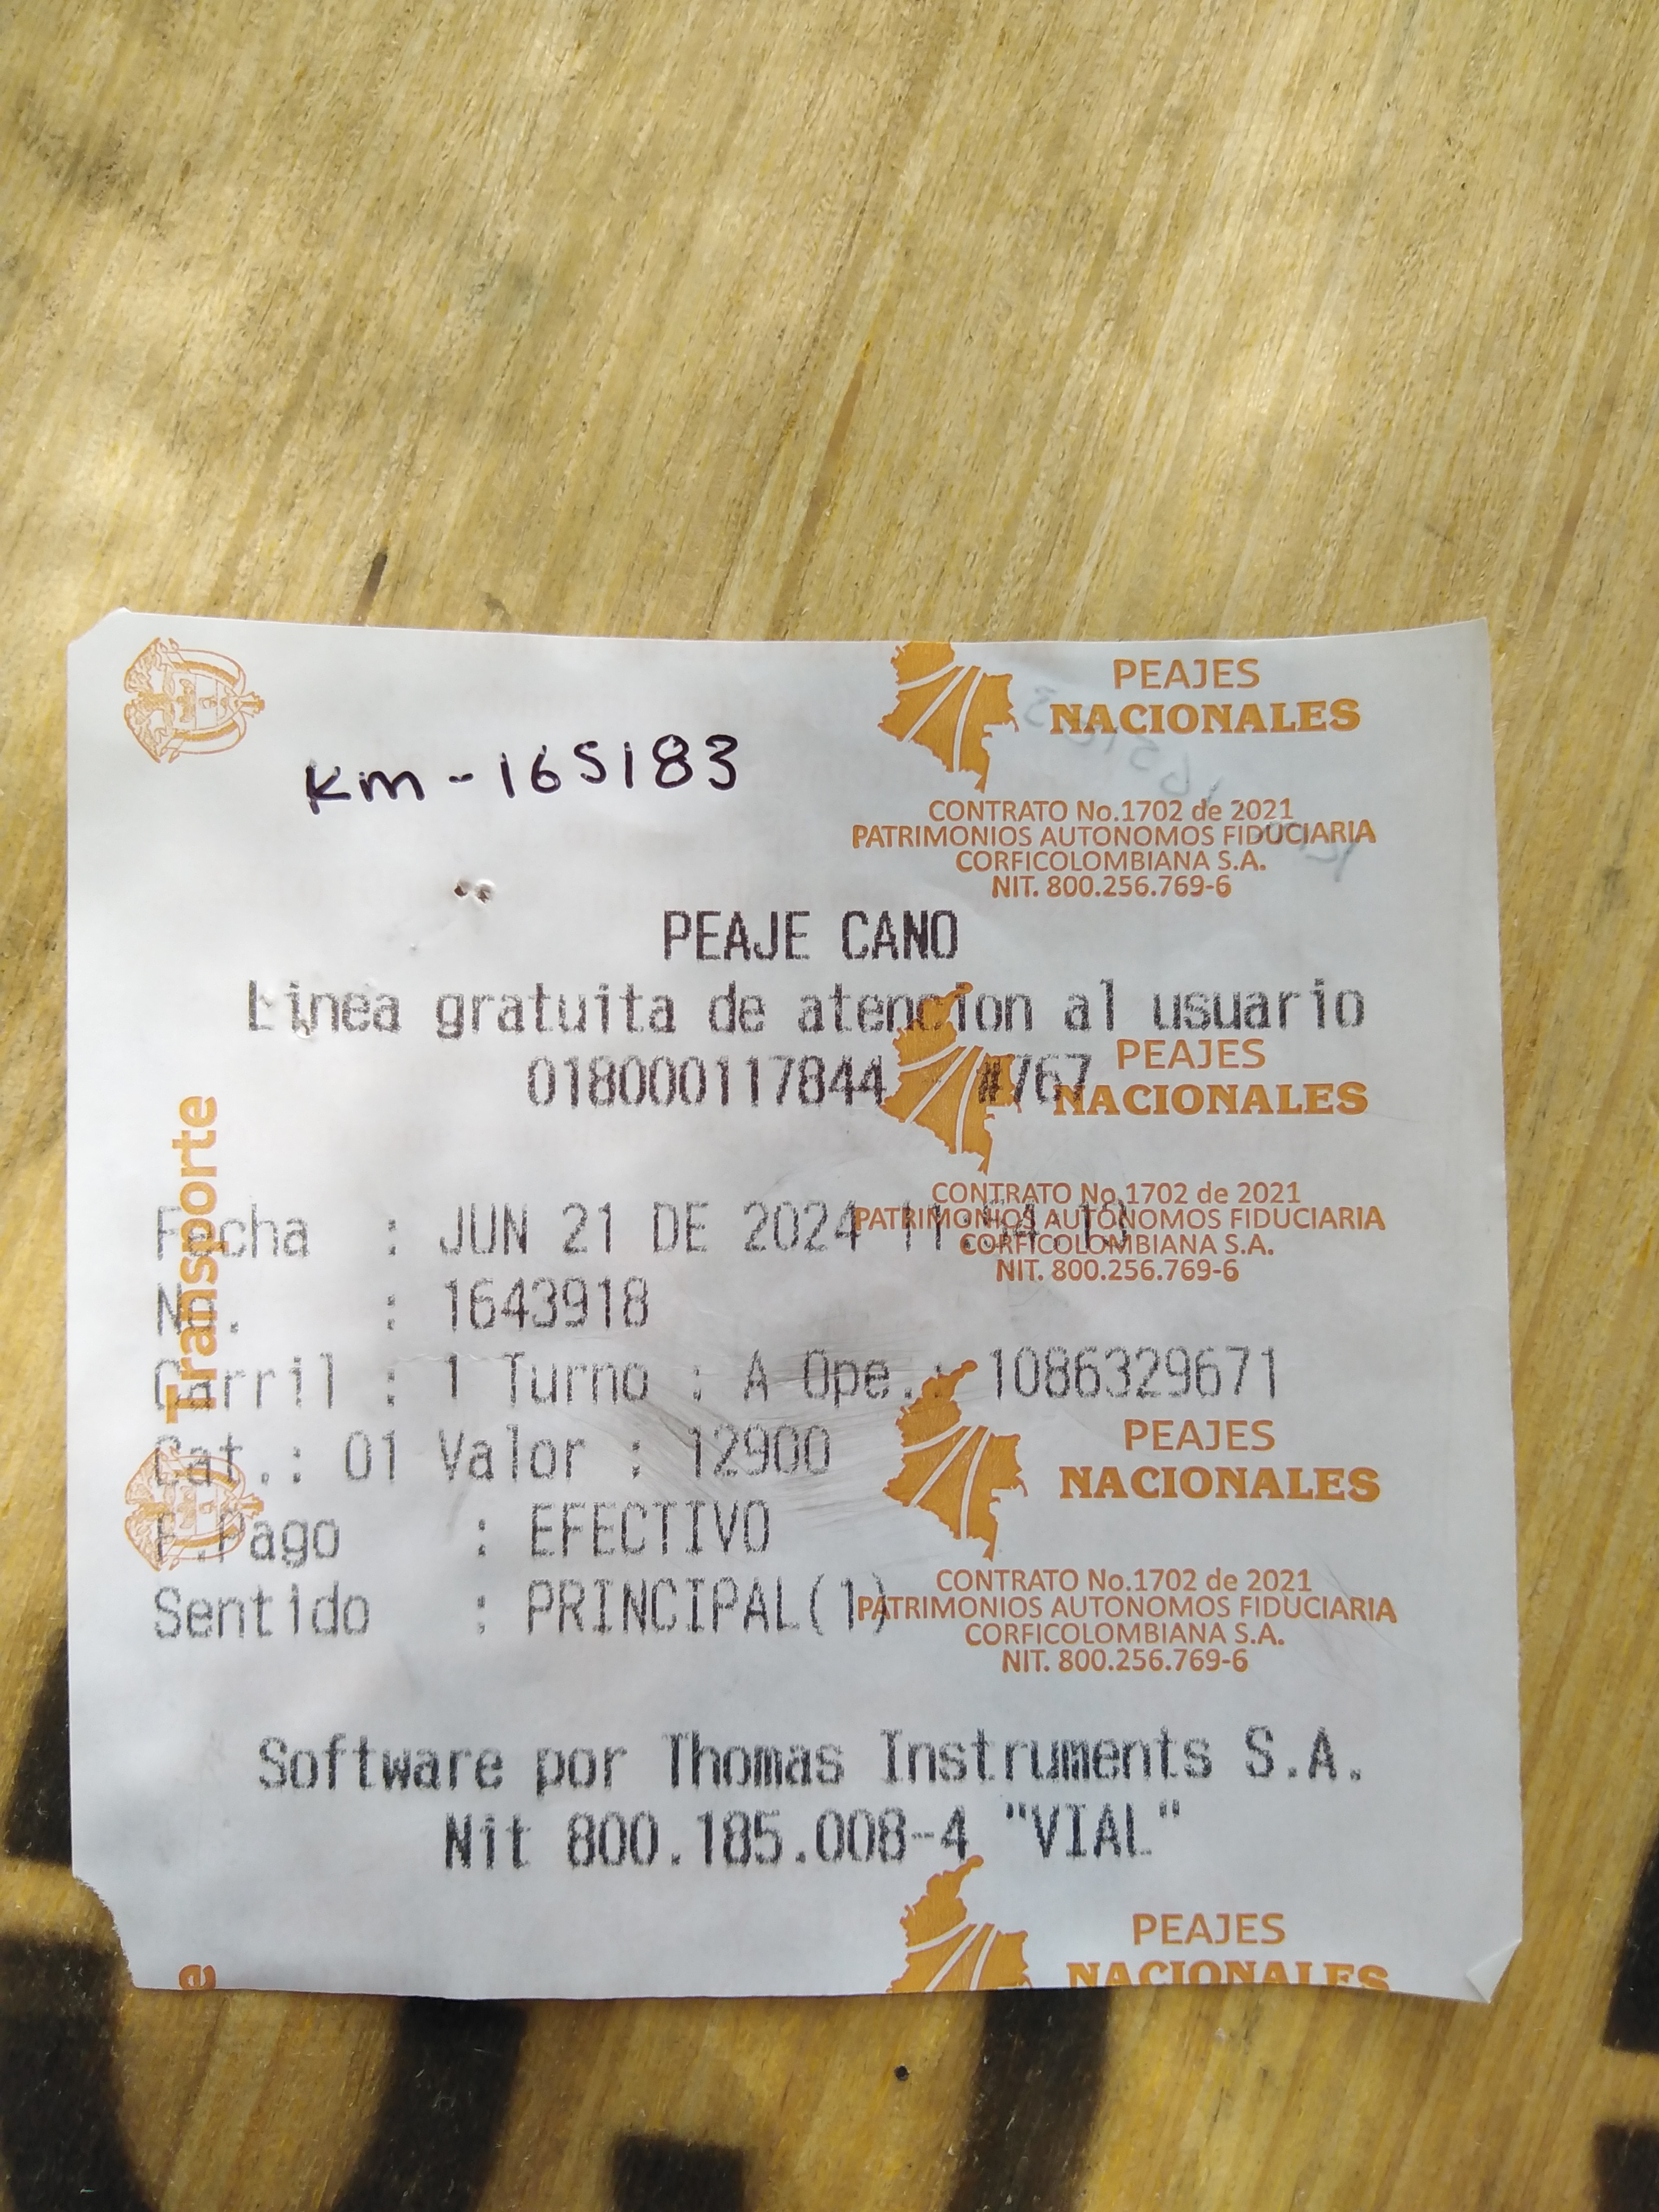 PEAJES
NACIONALES
km - 165183
CONTRATO No.1702 de 2021
PATRIMONIOS AUTONOMOS FIDUCIARIA
CORFICOLOMBIANA S.A.
NIT. 800.256.769-6
PEAJE CANO
Linea gratuita de atencion al usuario
018000117844 #767
PEAJES
NACIONALES
Transporte
CONTRATO No.1702 de 2021
PATRIMONIOS AUTONOMOS FIDUCIARIA
CORFICOLOMBIANA S.A.
NIT. 800.256.769-6
Fecha : JUN 21 DE 2024
No. : 1643918
Carril : 1 Turno : A Ope.: 1086329671
PEAJES
NACIONALES
Cat.: 01 Valor : 12900
F.Pago : EFECTIVO
Sentido : PRINCIPAL(1)
CONTRATO No.1702 de 2021
PATRIMONIOS AUTONOMOS FIDUCIARIA
CORFICOLOMBIANA S.A.
NIT. 800.256.769-6
Software por Thomas Instruments S.A.
Nit 800.185.008-4 "VIAL"
PEAJES
NACIONALES
e